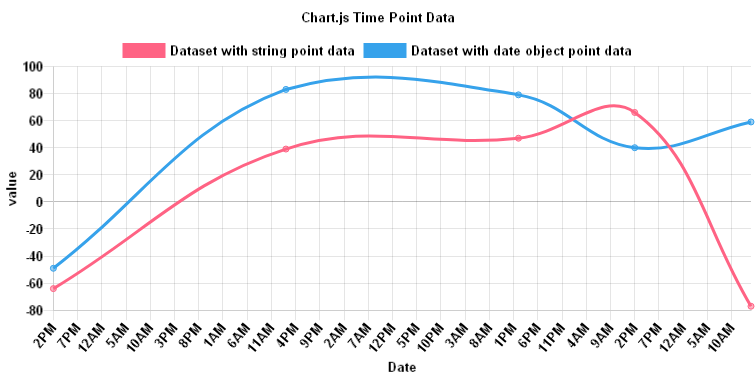 Chart.js Time Point Data
Dataset with string point data
Dataset with date object point data
100
80
60
40
20
0
-20
-40
-60
-80
value
2PM
7PM
12AM
5AM
10AM
3PM
8PM
1AM
6AM
11AM
4PM
9PM
2AM
7AM
12PM
5PM
10PM
3AM
8AM
1PM
6PM
11PM
4AM
9AM
2PM
7PM
12AM
5AM
10AM
Date